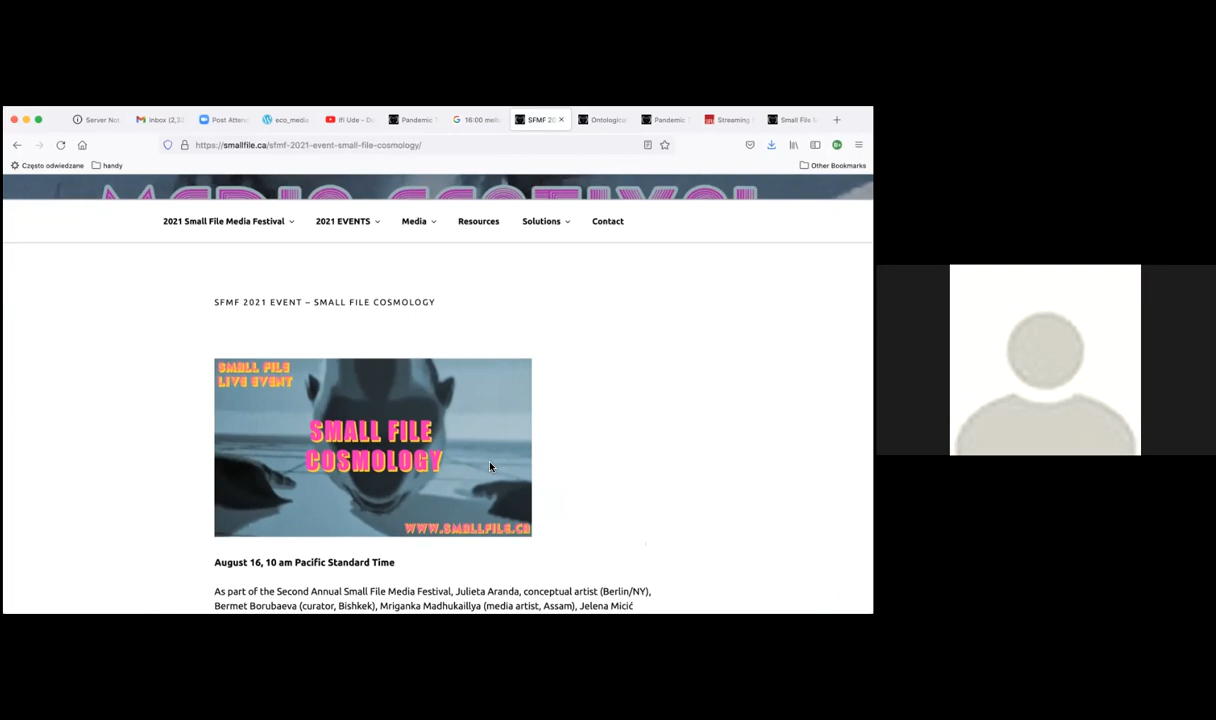 Server Not
Inbox (2,
Post Atten
eco_media
Ifi Ude – D
Pandemic
16:00
SFMF 20
Ontologica
Pandemic
Streaming
Small File
https://smallfile.ca/sfmf-2021-event-small-file-cosmology/
Często odwiedzane
handy
Other Bookmarks
2021 Small File Media Festival
2021 EVENTS
Media
Resources
Solutions
Contact
SFMF 2021 EVENT – SMALL FILE COSMOLOGY
SMALL FILE
LIVE EVENT
SMALL FILE
COSMOLOGY
WWW.SMALLFILE.CA
August 16, 10 am Pacific Standard Time
As part of the Second Annual Small File Media Festival, Julieta Aranda, conceptual artist (Berlin/NY),
Bermet Borubaeva (curator, Bishkek), Mriganka Madhukaillya (media artist, Assam), Jelena Micić